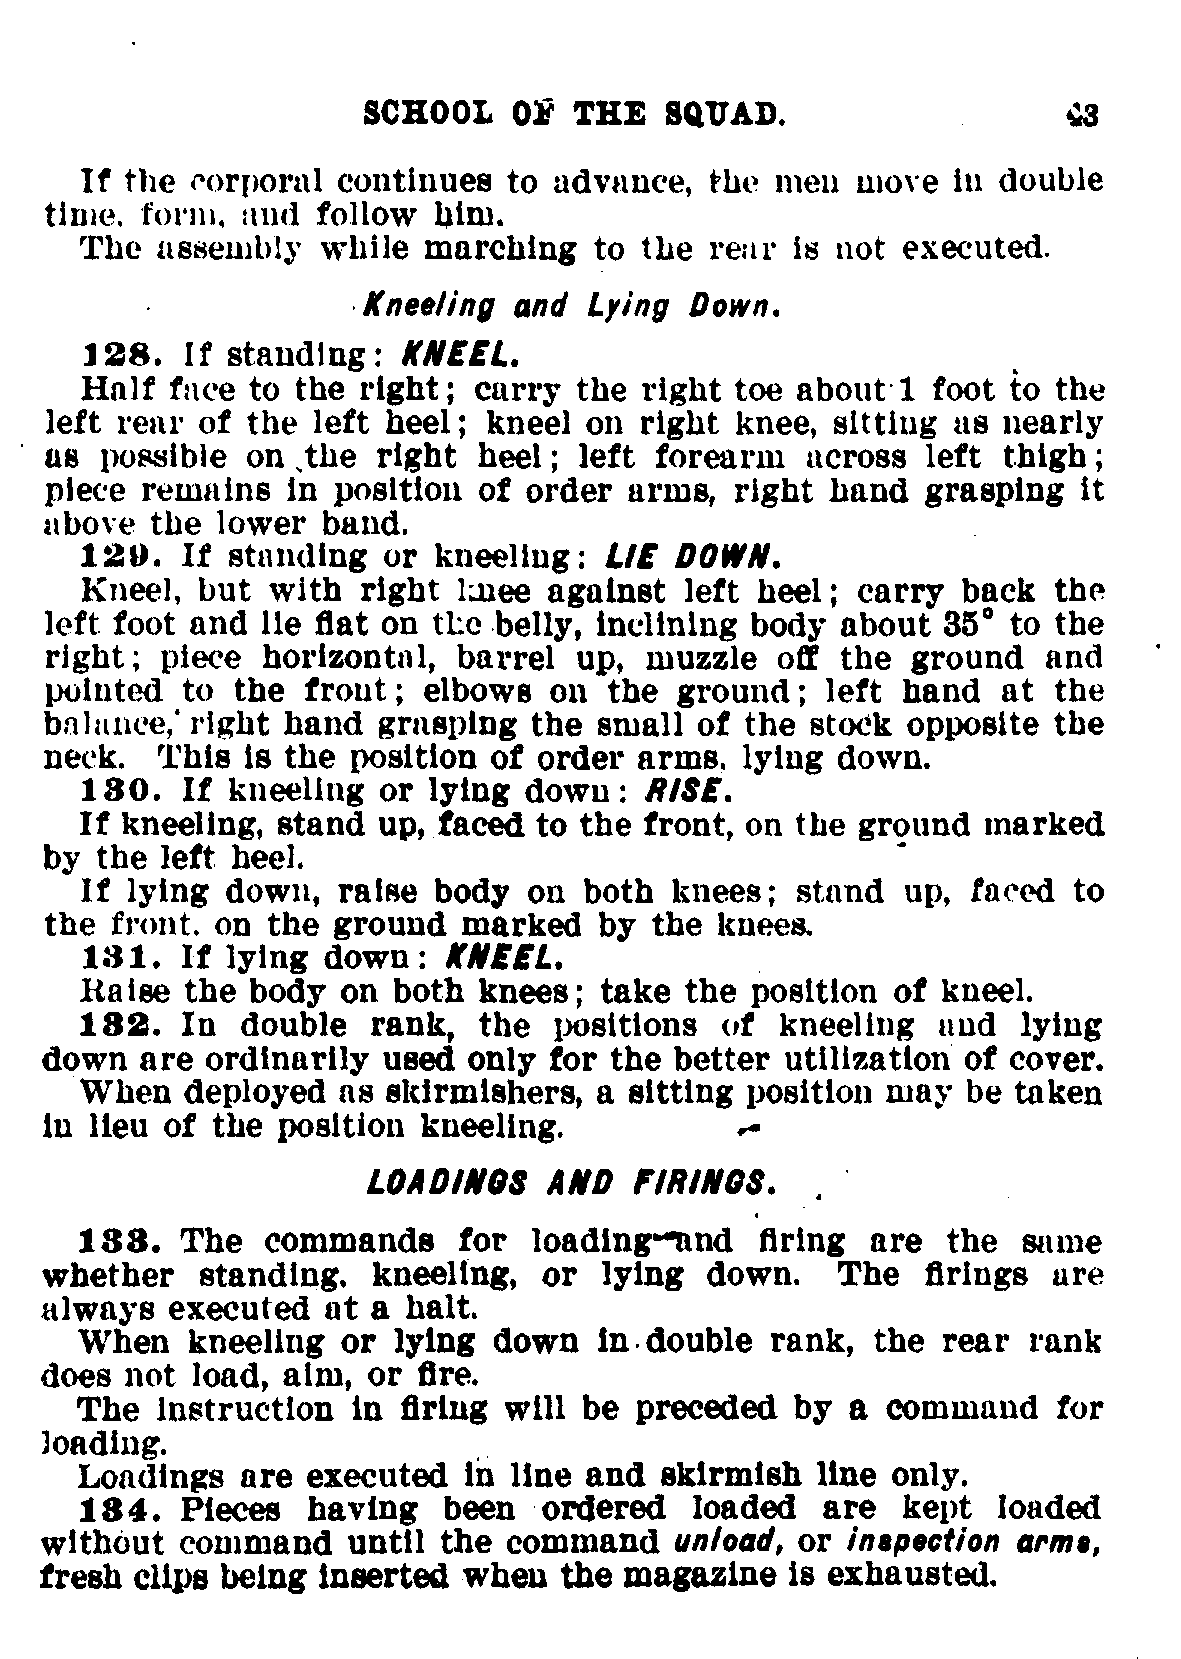 SCHOOL OF THE SQUAD. 43
If the corporal continues to advance, the men move in double
time, form, and follow him.
The assembly while marching to the rear is not executed.
Kneeling and Lying Down.
128. If standing: KNEEL.
Half face to the right; carry the right toe about 1 foot to the
left rear of the left heel; kneel on right knee, sitting as nearly
as possible on the right heel; left forearm across left thigh;
piece remains in position of order arms, right hand grasping it
above the lower band.
129. If standing or kneeling: LIE DOWN.
Kneel, but with right knee against left heel; carry back the
left foot and lie flat on the belly, inclining body about 35° to the
right; piece horizontal, barrel up, muzzle off the ground and
pointed to the front; elbows on the ground; left hand at the
balance, right hand grasping the small of the stock opposite the
neck. This is the position of order arms, lying down.
130. If kneeling or lying down: RISE.
If kneeling, stand up, faced to the front, on the ground marked
by the left heel.
If lying down, raise body on both knees; stand up, faced to
the front, on the ground marked by the knees.
131. If lying down: KNEEL.
Raise the body on both knees; take the position of kneel.
132. In double rank, the positions of kneeling and lying
down are ordinarily used only for the better utilization of cover.
When deployed as skirmishers, a sitting position may be taken
in lieu of the position kneeling.
LOADINGS AND FIRINGS.
133. The commands for loading and firing are the same
whether standing, kneeling, or lying down. The firings are
always executed at a halt.
When kneeling or lying down in double rank, the rear rank
does not load, aim, or fire.
The instruction in firing will be preceded by a command for
loading.
Loadings are executed in line and skirmish line only.
134. Pieces having been ordered loaded are kept loaded
without command until the command unload, or inspection arms,
fresh clips being inserted when the magazine is exhausted.